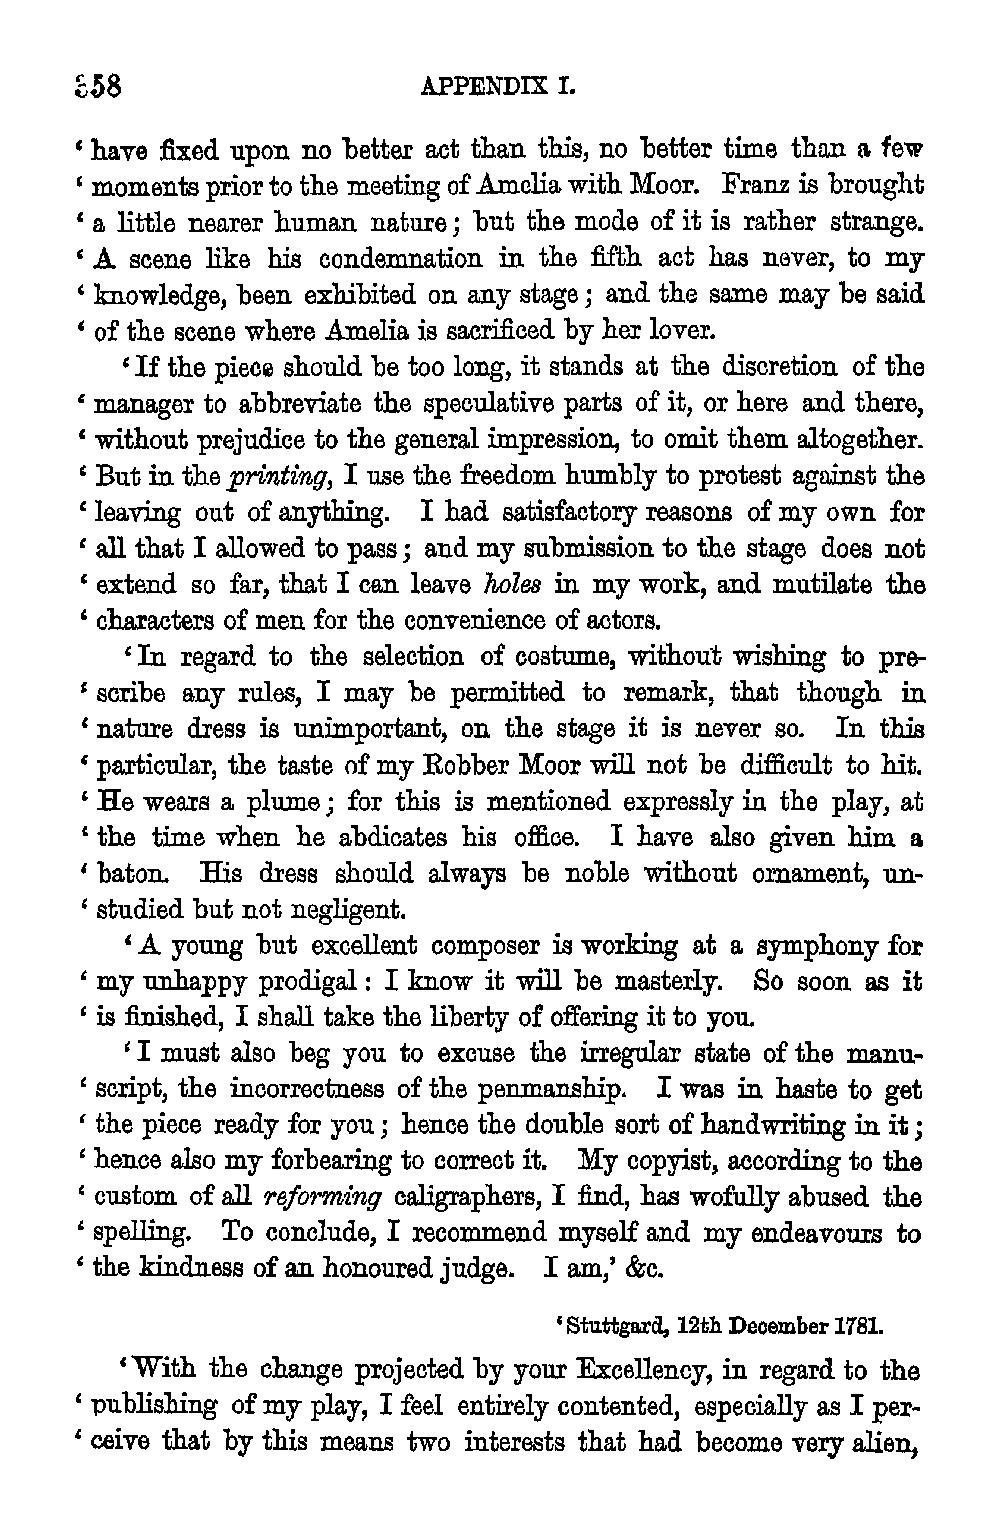 358 APPENDIX I.
‘ have fixed upon no better act than this, no better time than a few
‘ moments prior to the meeting of Amelia with Moor. Franz is brought
‘ a little nearer human nature; but the mode of it is rather strange.
‘ A scene like his condemnation in the fifth act has never, to my
‘ knowledge, been exhibited on any stage; and the same may be said
‘ of the scene where Amelia is sacrificed by her lover.
‘ If the piece should be too long, it stands at the discretion of the
‘ manager to abbreviate the speculative parts of it, or here and there,
‘ without prejudice to the general impression, to omit them altogether.
‘ But in the printing, I use the freedom humbly to protest against the
‘ leaving out of anything. I had satisfactory reasons of my own for
‘ all that I allowed to pass; and my submission to the stage does not
‘ extend so far, that I can leave holes in my work, and mutilate the
‘ characters of men for the convenience of actors.
‘ In regard to the selection of costume, without wishing to pre-
‘ scribe any rules, I may be permitted to remark, that though in
‘ nature dress is unimportant, on the stage it is never so. In this
‘ particular, the taste of my Robber Moor will not be difficult to hit.
‘ He wears a plume; for this is mentioned expressly in the play, at
‘ the time when he abdicates his office. I have also given him a
‘ baton. His dress should always be noble without ornament, un-
‘ studied but not negligent.
‘ A young but excellent composer is working at a symphony for
‘ my unhappy prodigal: I know it will be masterly. So soon as it
‘ is finished, I shall take the liberty of offering it to you.
‘ I must also beg you to excuse the irregular state of the manu-
‘ script, the incorrectness of the penmanship. I was in haste to get
‘ the piece ready for you; hence the double sort of handwriting in it;
‘ hence also my forbearing to correct it. My copyist, according to the
‘ custom of all reforming caligraphers, I find, has wofully abused the
‘ spelling. To conclude, I recommend myself and my endeavours to
‘ the kindness of an honoured judge. I am,’ &c.
‘ Stuttgard, 12th December 1781.
‘ With the change projected by your Excellency, in regard to the
‘ publishing of my play, I feel entirely contented, especially as I per-
‘ ceive that by this means two interests that had become very alien,